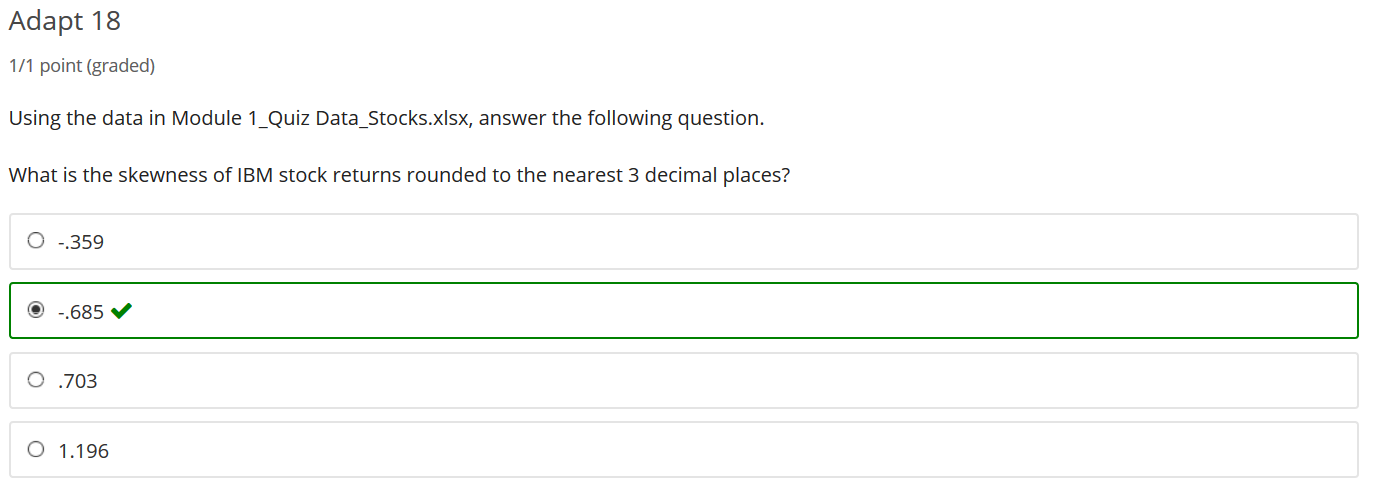 Adapt 18
1/1 point (graded)
Using the data in Module 1_Quiz Data_Stocks.xlsx, answer the following question.
What is the skewness of IBM stock returns rounded to the nearest 3 decimal places?
-.359
-.685
.703
1.196